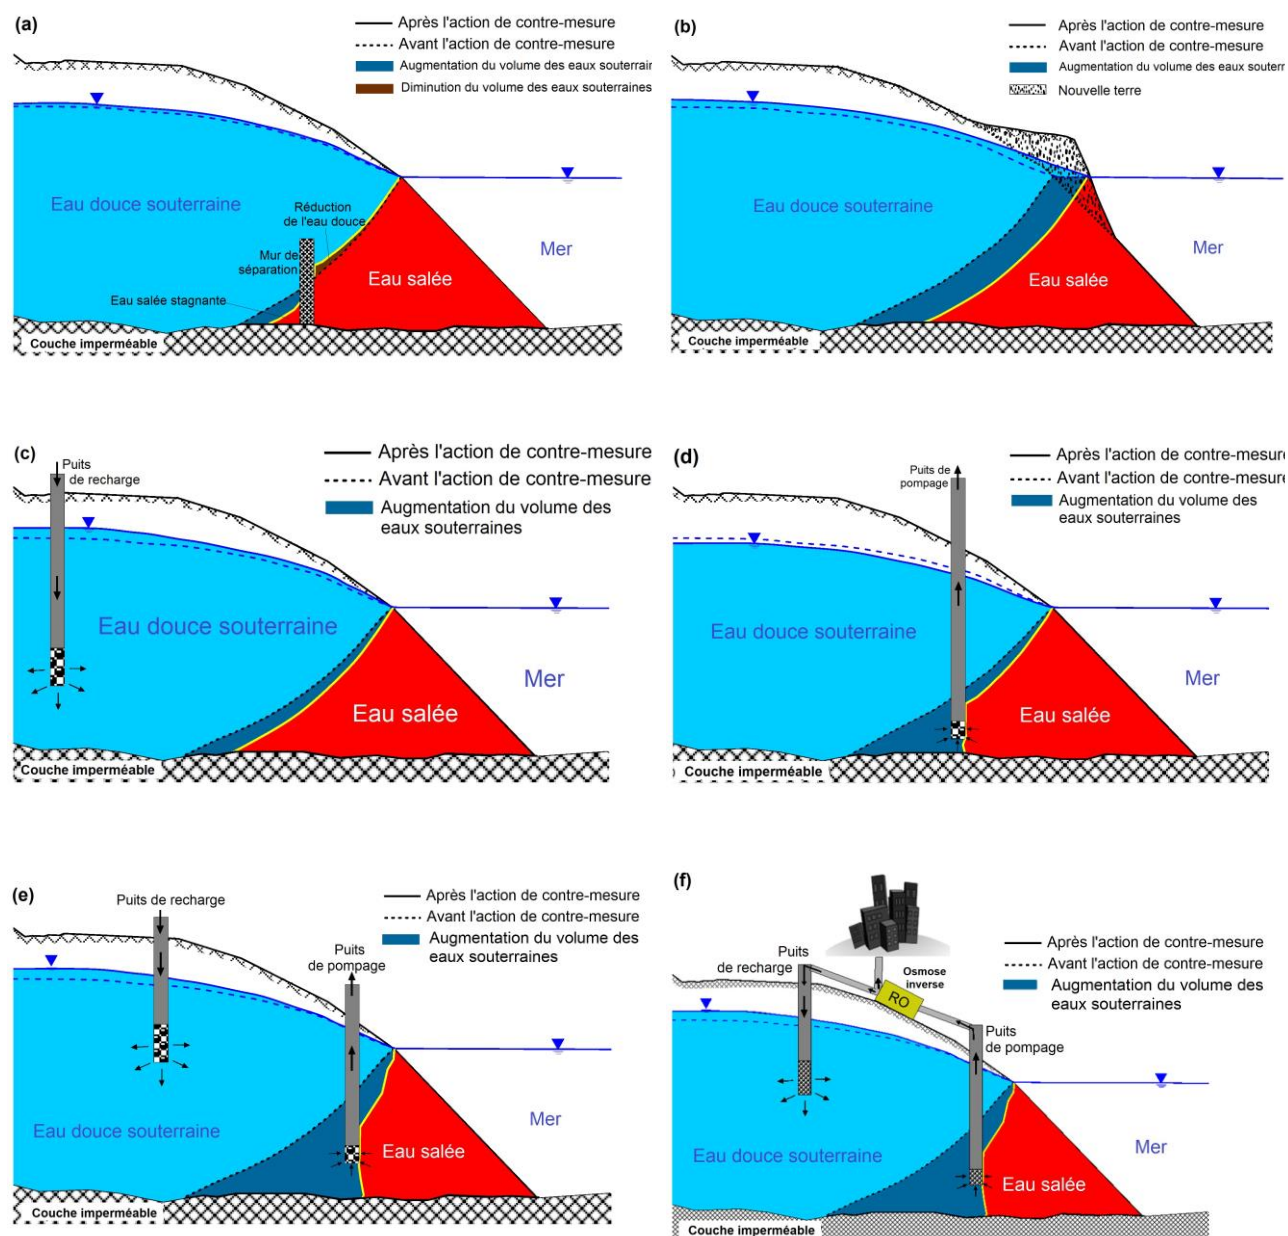 (a)
Après l'action de contre-mesure
Avant l'action de contre-mesure
Augmentation du volume des eaux souterrair
Diminution du volume des eaux souterraines
Eau douce souterraine
Réduction
de l'eau douce
Mur de
séparation
Eau salée stagnante
Eau salée
Mer
Couche imperméable
(b)
Après l'action de contre-mesure
Avant l'action de contre-mesure
Augmentation du volume des eaux souterr
Nouvelle terre
Eau douce souterraine
Mer
Eau salée
Couche imperméable
(c)
Puits
de recharge
Après l'action de contre-mesure
Avant l'action de contre-mesure
Augmentation du volume des
eaux souterraines
Eau douce souterraine
Mer
Eau salée
Couche imperméable
(d)
Puits de
pompage
Après l'action de contre-mesure
Avant l'action de contre-mesure
Augmentation du volume des
eaux souterraines
Eau douce souterraine
Mer
Eau salée
) Couche imperméable
(e)
Puits de recharge
Puits
de pompage
Après l'action de contre-mesure
Avant l'action de contre-mesure
Augmentation du volume des
eaux souterraines
Eau douce souterraine
Mer
Eau salée
Couche imperméable
(f)
Puits
de recharge
Osmose
inverse
RO
Puits
de pompage
Après l'action de contre-mesure
Avant l'action de contre-mesure
Augmentation du volume des
eaux souterraines
Eau douce souterraine
Mer
Eau salée
Couche imperméable